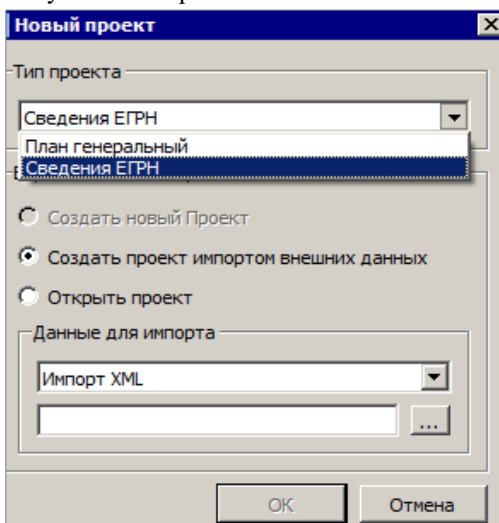 Новый проект
Тип проекта
Сведения ЕГРН
План генеральный
Сведения ЕГРН
Создать новый Проект
Создать проект импортом внешних данных
Открыть проект
Данные для импорта
Импорт XML
...
ОК
Отмена